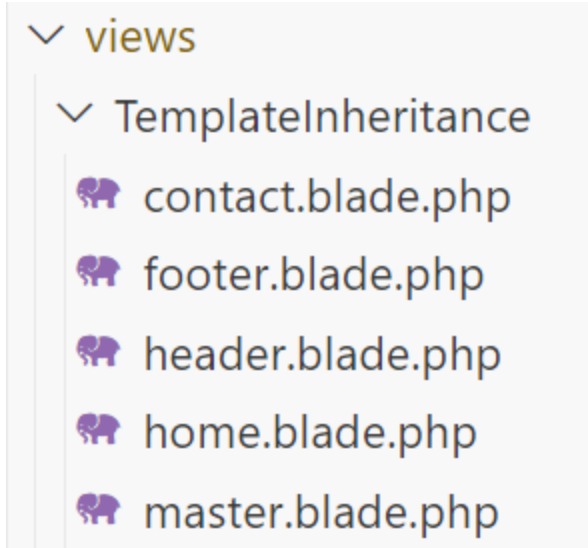 views
TemplateInheritance
contact.blade.php
footer.blade.php
header.blade.php
home.blade.php
master.blade.php